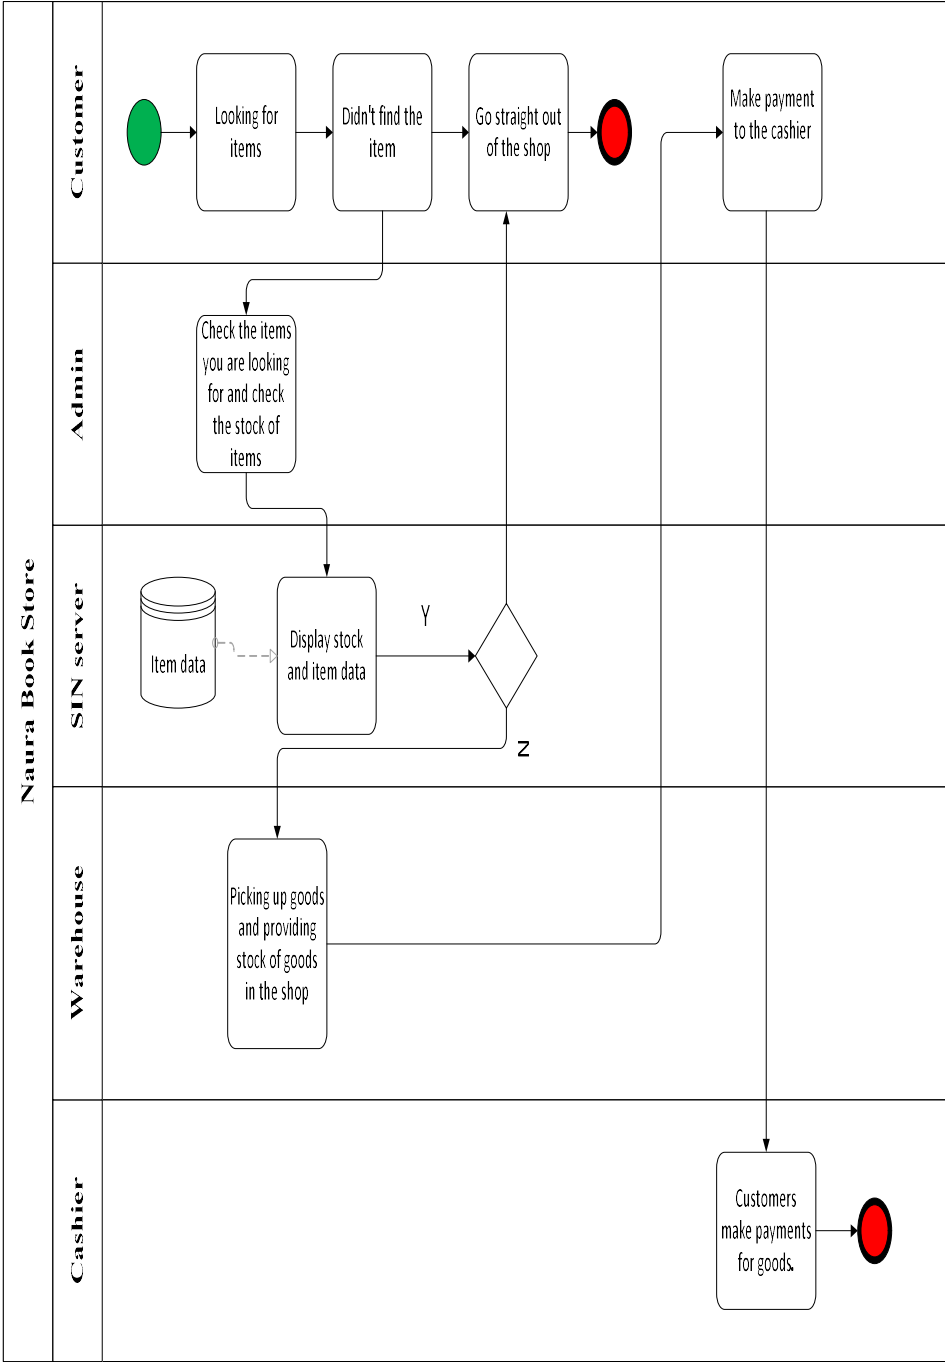 Naura Book Store
Customer
Looking for
items
Didn't find the
item
Go straight out
of the shop
Make payment
to the cashier
Admin
Check the items
you are looking
for and check
the stock of
items
SIN server
Item data
Display stock
and item data
Y
N
Warehouse
Picking up goods
and providing
stock of goods
in the shop
Cashier
Customers
make payments
for goods.